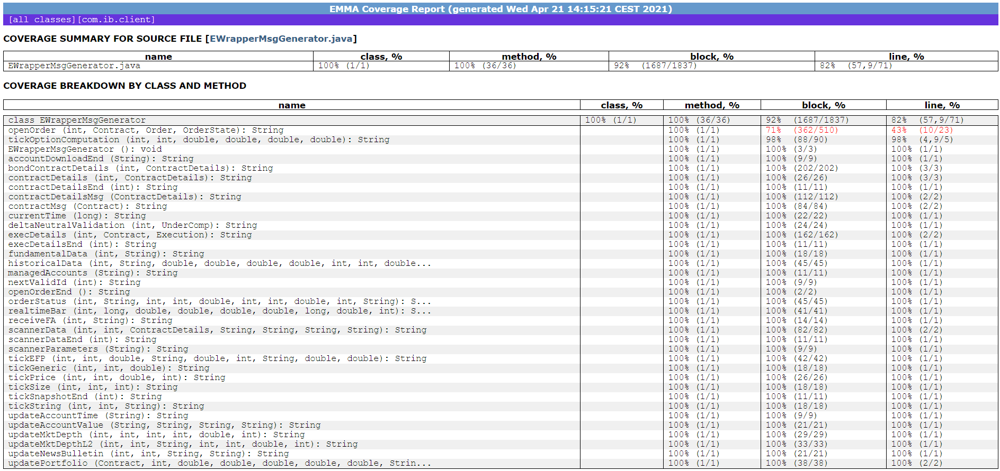 EMMA Coverage Report (generated Wed Apr 21 14:15:21 CEST 2021)
[all classes][com.ib.client]
COVERAGE SUMMARY FOR SOURCE FILE [EWrapperMsgGenerator.java]
name class, % method, % block, % line, %
EWrapperMsgGenerator.java 100% (1/1) 100% (36/36) 92% (1687/1837) 82% (57,9/71)
COVERAGE BREAKDOWN BY CLASS AND METHOD
name class, % method, % block, % line, %
class EWrapperMsgGenerator 100% (1/1) 100% (36/36) 92% (1687/1837) 82% (57,9/71)
openOrder (int, Contract, Order, OrderState): String 100% (1/1) 71% (362/510) 43% (10/23)
tickOptionComputation (int, int, double, double, double, double): String 100% (1/1) 98% (88/90) 98% (4,9/5)
EWrapperMsgGenerator (): void 100% (1/1) 100% (3/3) 100% (1/1)
accountDownloadEnd (String): String 100% (1/1) 100% (9/9) 100% (1/1)
bondContractDetails (int, ContractDetails): String 100% (1/1) 100% (202/202) 100% (3/3)
contractDetails (int, ContractDetails): String 100% (1/1) 100% (26/26) 100% (3/3)
contractDetailsEnd (int): String 100% (1/1) 100% (11/11) 100% (1/1)
contractDetailsMsg (ContractDetails): String 100% (1/1) 100% (112/112) 100% (2/2)
contractMsg (Contract): String 100% (1/1) 100% (84/84) 100% (2/2)
currentTime (long): String 100% (1/1) 100% (22/22) 100% (1/1)
deltaNeutralValidation (int, UnderComp): String 100% (1/1) 100% (24/24) 100% (1/1)
execDetails (int, Contract, Execution): String 100% (1/1) 100% (162/162) 100% (2/2)
execDetailsEnd (int): String 100% (1/1) 100% (11/11) 100% (1/1)
fundamentalData (int, String): String 100% (1/1) 100% (18/18) 100% (1/1)
historicalData (int, String, double, double, double, double, int, int, double... 100% (1/1) 100% (45/45) 100% (1/1)
managedAccounts (String): String 100% (1/1) 100% (11/11) 100% (1/1)
nextValidId (int): String 100% (1/1) 100% (9/9) 100% (1/1)
openOrderEnd (): String 100% (1/1) 100% (2/2) 100% (1/1)
orderStatus (int, String, int, int, double, int, int, double, int, String): S... 100% (1/1) 100% (45/45) 100% (1/1)
realtimeBar (int, long, double, double, double, double, long, double, int): S... 100% (1/1) 100% (41/41) 100% (1/1)
receiveFA (int, String): String 100% (1/1) 100% (14/14) 100% (1/1)
scannerData (int, int, ContractDetails, String, String, String, String): String 100% (1/1) 100% (82/82) 100% (2/2)
scannerDataEnd (int): String 100% (1/1) 100% (11/11) 100% (1/1)
scannerParameters (String): String 100% (1/1) 100% (9/9) 100% (1/1)
tickEFP (int, int, double, String, double, int, String, double, double): String 100% (1/1) 100% (42/42) 100% (1/1)
tickGeneric (int, int, double): String 100% (1/1) 100% (18/18) 100% (1/1)
tickPrice (int, int, double, int): String 100% (1/1) 100% (26/26) 100% (1/1)
tickSize (int, int, int): String 100% (1/1) 100% (18/18) 100% (1/1)
tickSnapshotEnd (int): String 100% (1/1) 100% (11/11) 100% (1/1)
tickString (int, int, String): String 100% (1/1) 100% (18/18) 100% (1/1)
updateAccountTime (String): String 100% (1/1) 100% (9/9) 100% (1/1)
updateAccountValue (String, String, String, String): String 100% (1/1) 100% (21/21) 100% (1/1)
updateMktDepth (int, int, int, int, double, int): String 100% (1/1) 100% (29/29) 100% (1/1)
updateMktDepthL2 (int, int, String, int, int, double, int): String 100% (1/1) 100% (33/33) 100% (1/1)
updateNewsBulletin (int, int, String, String): String 100% (1/1) 100% (21/21) 100% (1/1)
updatePortfolio (Contract, int, double, double, double, double, double, Strin... 100% (1/1) 100% (38/38) 100% (2/2)